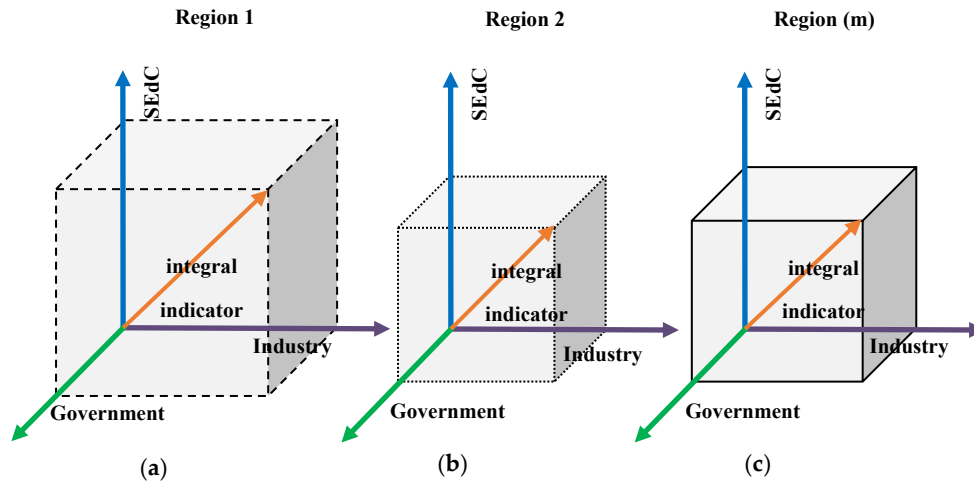 Region 1
Region 2
Region (m)
SEdC
SEdC
SEdC
integral
indicator
Industry
Government
integral
indicator
Industry
Government
integral
indicator
Industry
Government
(a)
(b)
(c)